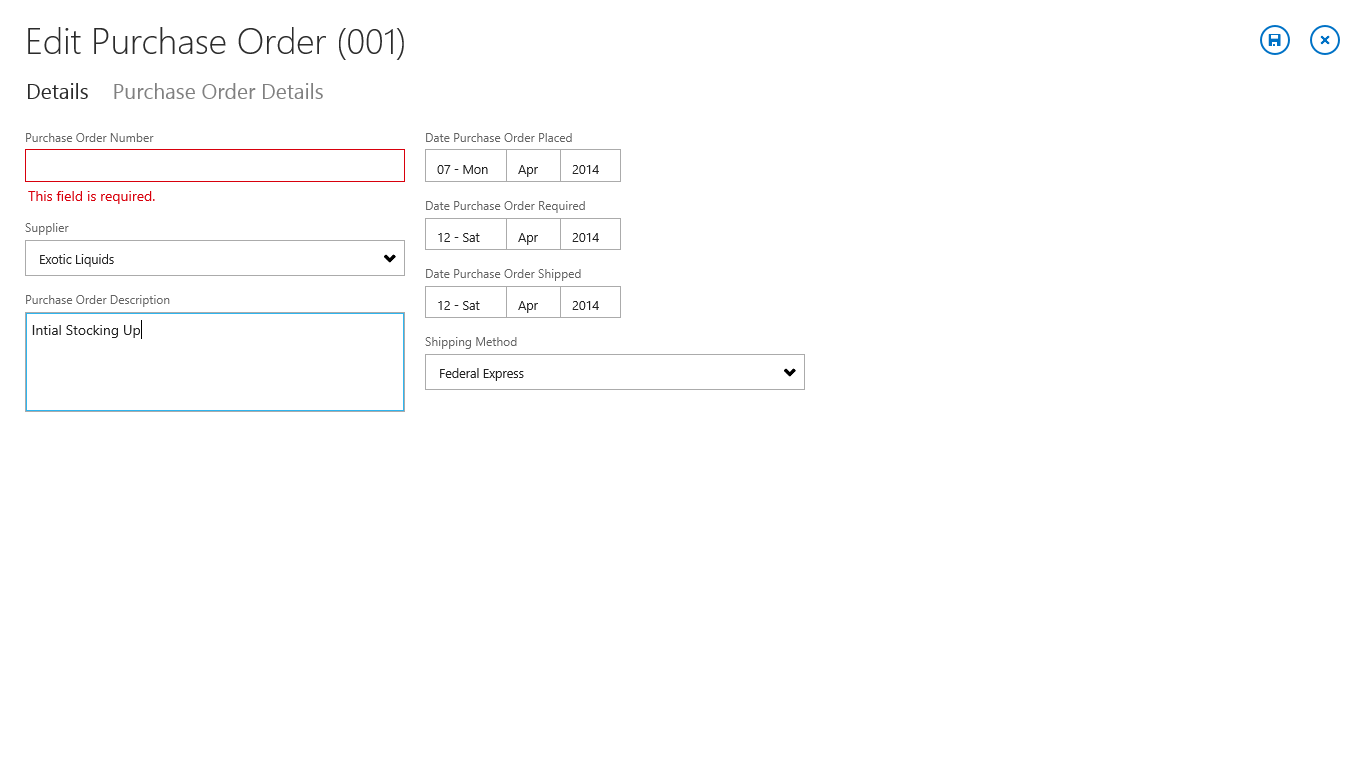 Edit Purchase Order (001)
Details Purchase Order Details
Purchase Order Number
This field is required.
Supplier
Exotic Liquids
Purchase Order Description
Intial Stocking Up
Date Purchase Order Placed
07 - Mon Apr 2014
Date Purchase Order Required
12 - Sat Apr 2014
Date Purchase Order Shipped
12 - Sat Apr 2014
Shipping Method
Federal Express